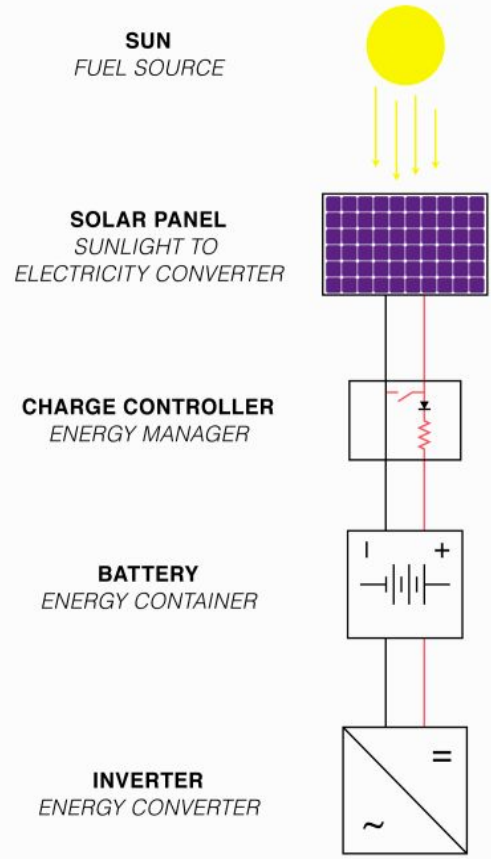 SUN
FUEL SOURCE
SOLAR PANEL
SUNLIGHT TO
ELECTRICITY CONVERTER
CHARGE CONTROLLER
ENERGY MANAGER
BATTERY
ENERGY CONTAINER
− +
INVERTER
ENERGY CONVERTER
=
~